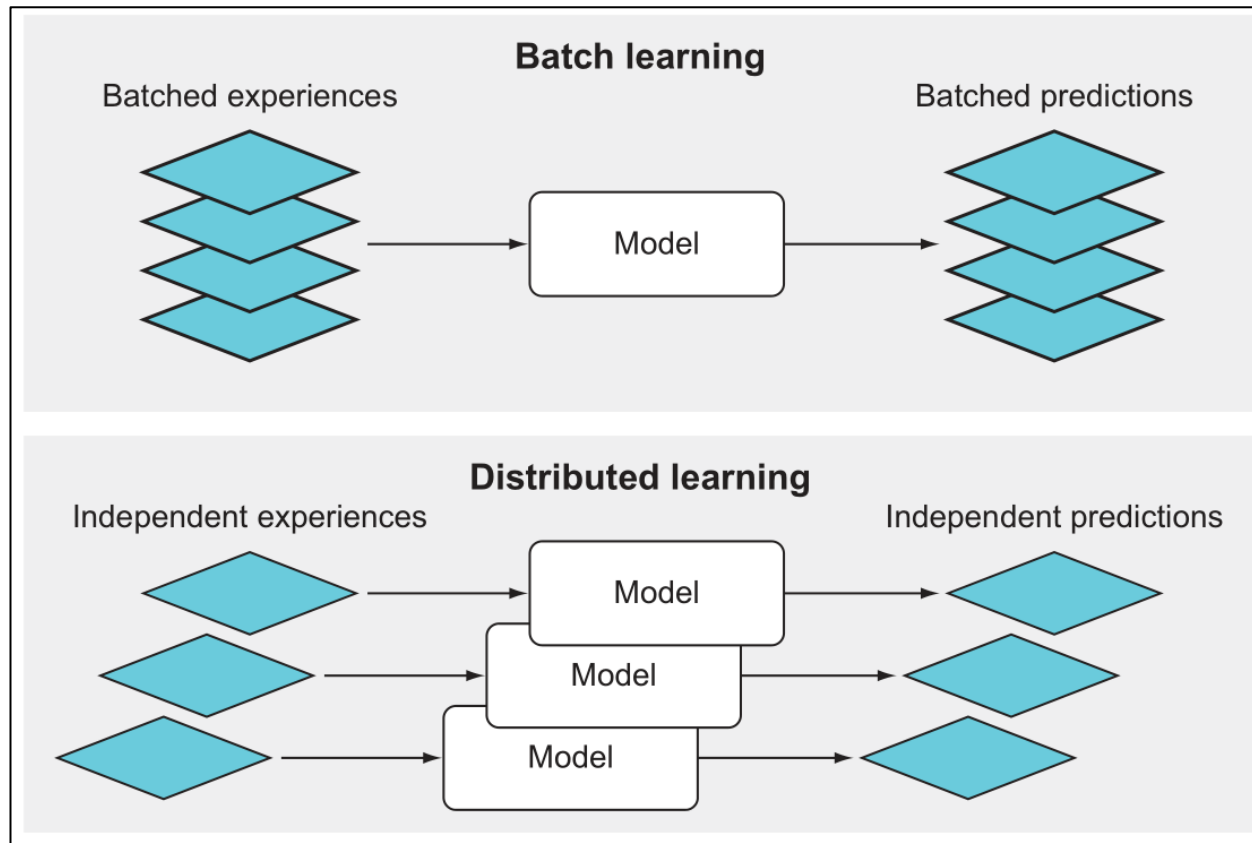 Batch learning
Batched experiences
Batched predictions
Model
Distributed learning
Independent experiences
Independent predictions
Model
Model
Model